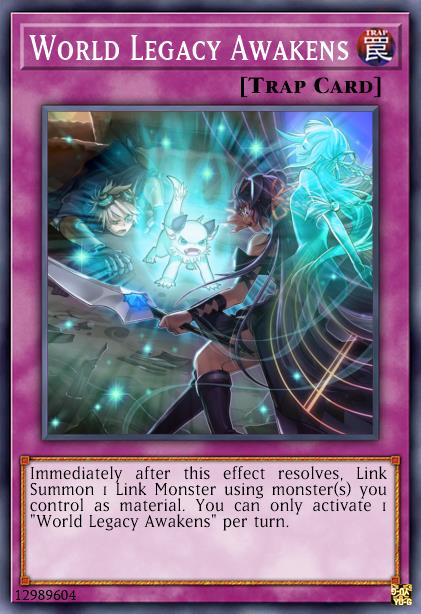 WORLD LEGACY AWAKENS
TRAP
罠
[TRAP CARD]
Immediately after this effect resolves, Link
Summon 1 Link Monster using monster(s) you
control as material. You can only activate 1
"World Legacy Awakens" per turn.
12989604